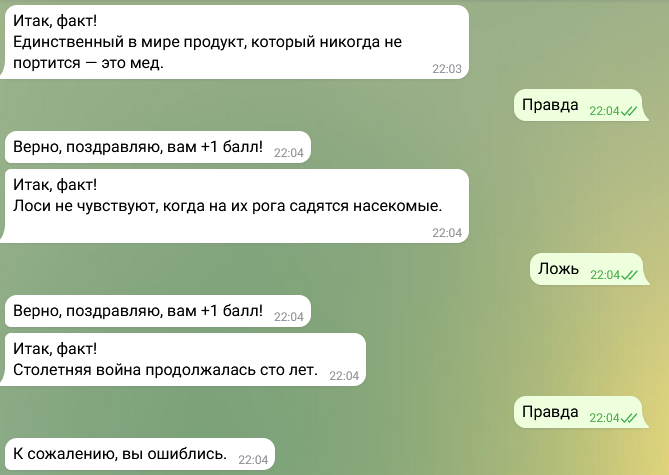 Итак, факт!
Единственный в мире продукт, который никогда не
портится — это мед.
22:03
Правда 22:04
Верно, поздравляю, вам +1 балл! 22:04
Итак, факт!
Лоси не чувствуют, когда на их рога садятся насекомые.
22:04
Ложь 22:04
Верно, поздравляю, вам +1 балл! 22:04
Итак, факт!
Столетняя война продолжалась сто лет. 22:04
Правда 22:04
К сожалению, вы ошиблись. 22:04